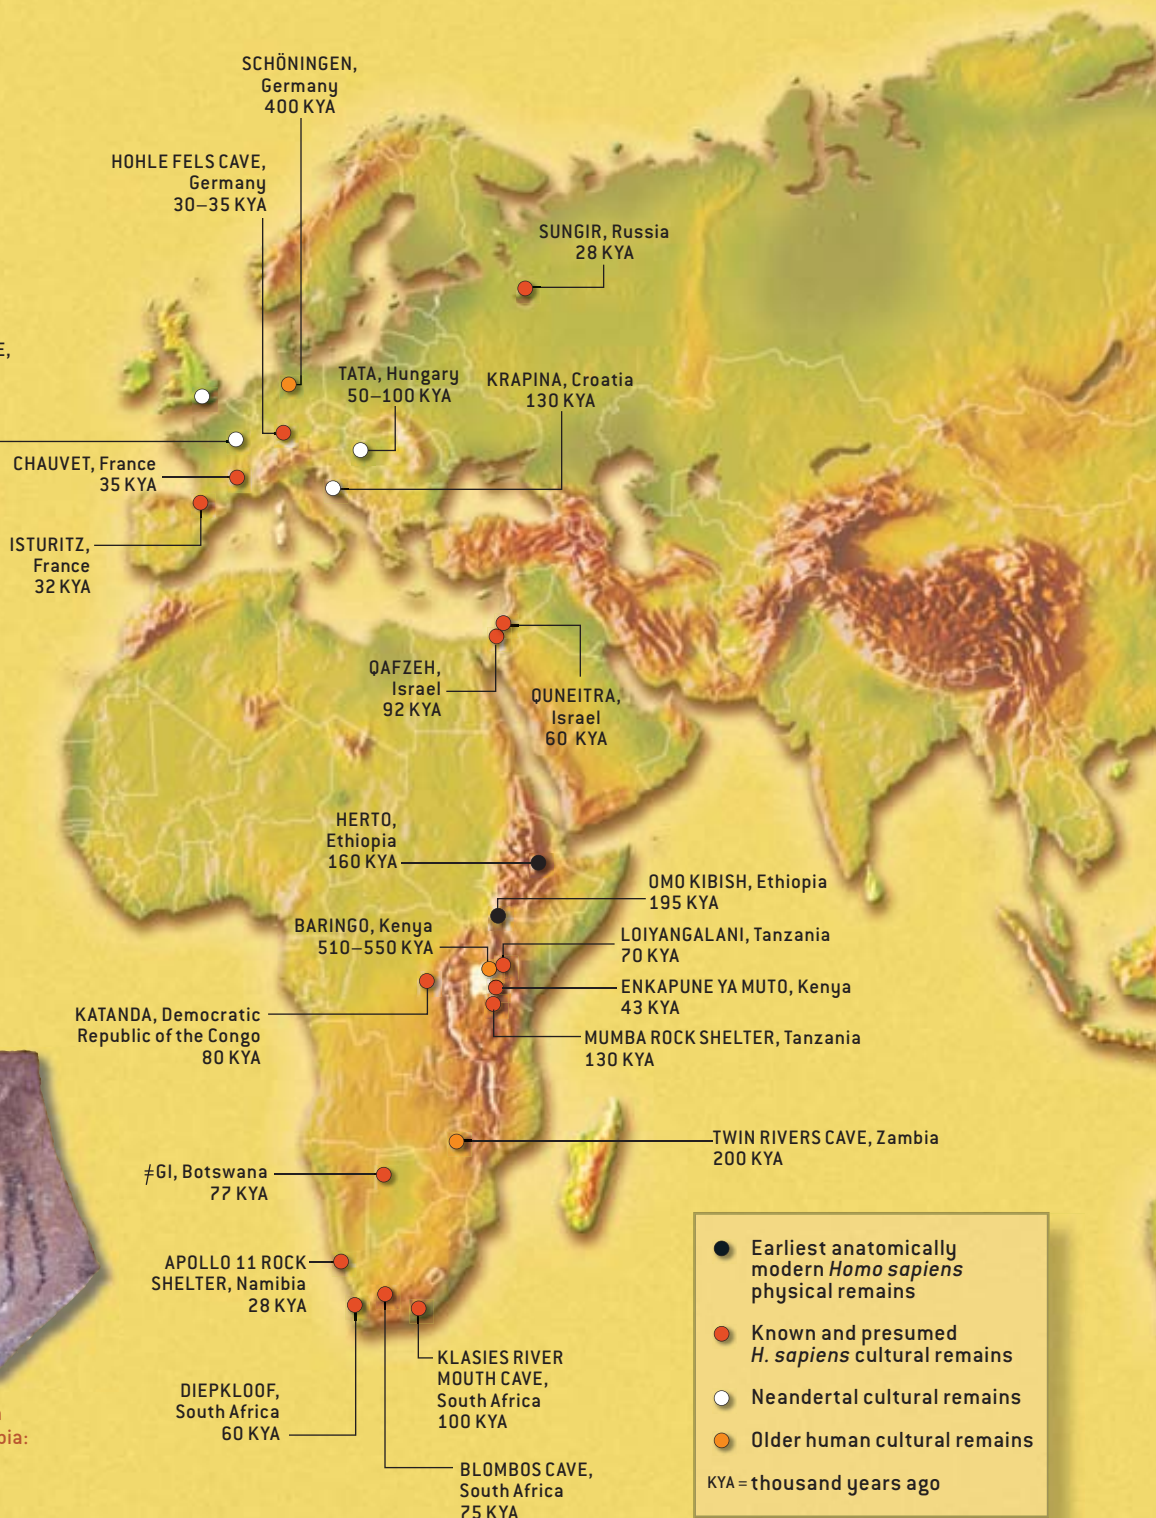 SCHÖNINGEN,
Germany
400 KYA
HOHLE FELS CAVE,
Germany
30–35 KYA
SUNGIR, Russia
28 KYA
E,
TATA, Hungary
50–100 KYA
KRAPINA, Croatia
130 KYA
CHAUVET, France
35 KYA
ISTURITZ,
France
32 KYA
QAFZEH,
Israel
92 KYA
QUNEITRA,
Israel
60 KYA
HERTO,
Ethiopia
160 KYA
OMO KIBISH, Ethiopia
195 KYA
BARINGO, Kenya
510–550 KYA
LOIYANGALANI, Tanzania
70 KYA
ENKAPUNE YA MUTO, Kenya
43 KYA
KATANDA, Democratic
Republic of the Congo
80 KYA
MUMBA ROCK SHELTER, Tanzania
130 KYA
TWIN RIVERS CAVE, Zambia
200 KYA
≠GI, Botswana
77 KYA
APOLLO 11 ROCK
SHELTER, Namibia
28 KYA
KLASIES RIVER
MOUTH CAVE,
South Africa
100 KYA
DIEPKLOOF,
South Africa
60 KYA
BLOMBOS CAVE,
South Africa
75 KYA
bia:
Earliest anatomically
modern Homo sapiens
physical remains
Known and presumed
H. sapiens cultural remains
Neandertal cultural remains
Older human cultural remains
KYA = thousand years ago